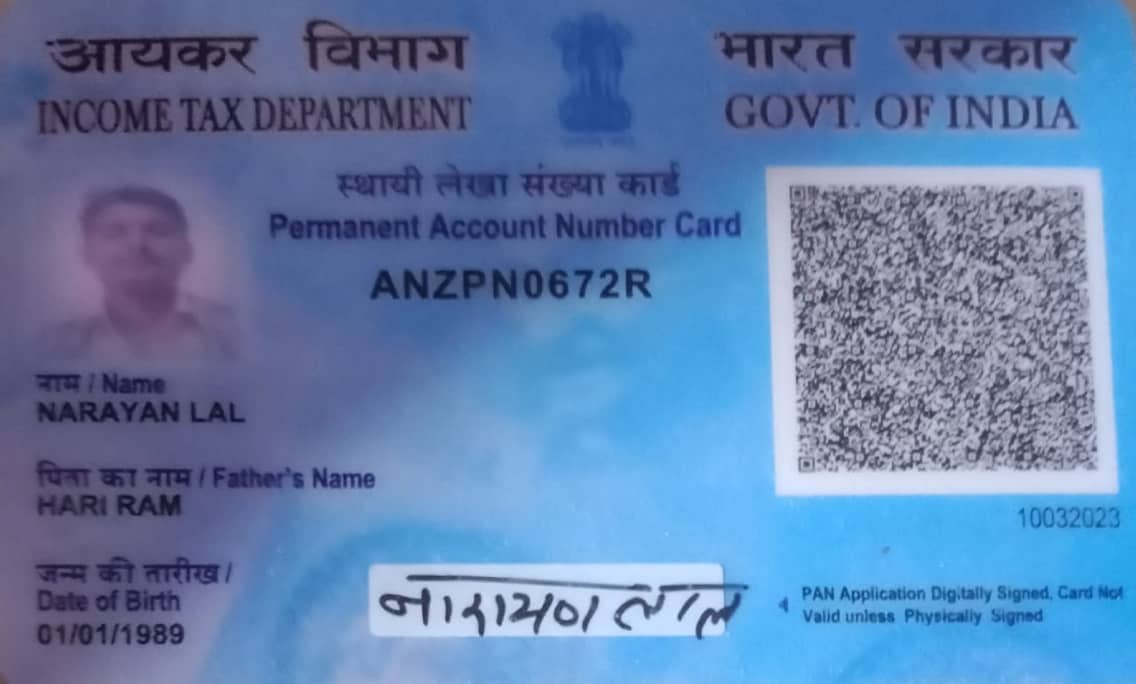 आयकर विभाग भारत सरकार
INCOME TAX DEPARTMENT GOVT. OF INDIA
स्थायी लेखा संख्या कार्ड
Permanent Account Number Card
ANZPN0672R
नाम / Name
NARAYAN LAL
पिता का नाम / Father's Name
HARI RAM
10032023
जन्म की तारीख /
Date of Birth
01/01/1989
नारायण लाल
PAN Application Digitally Signed, Card Not
Valid unless Physically Signed